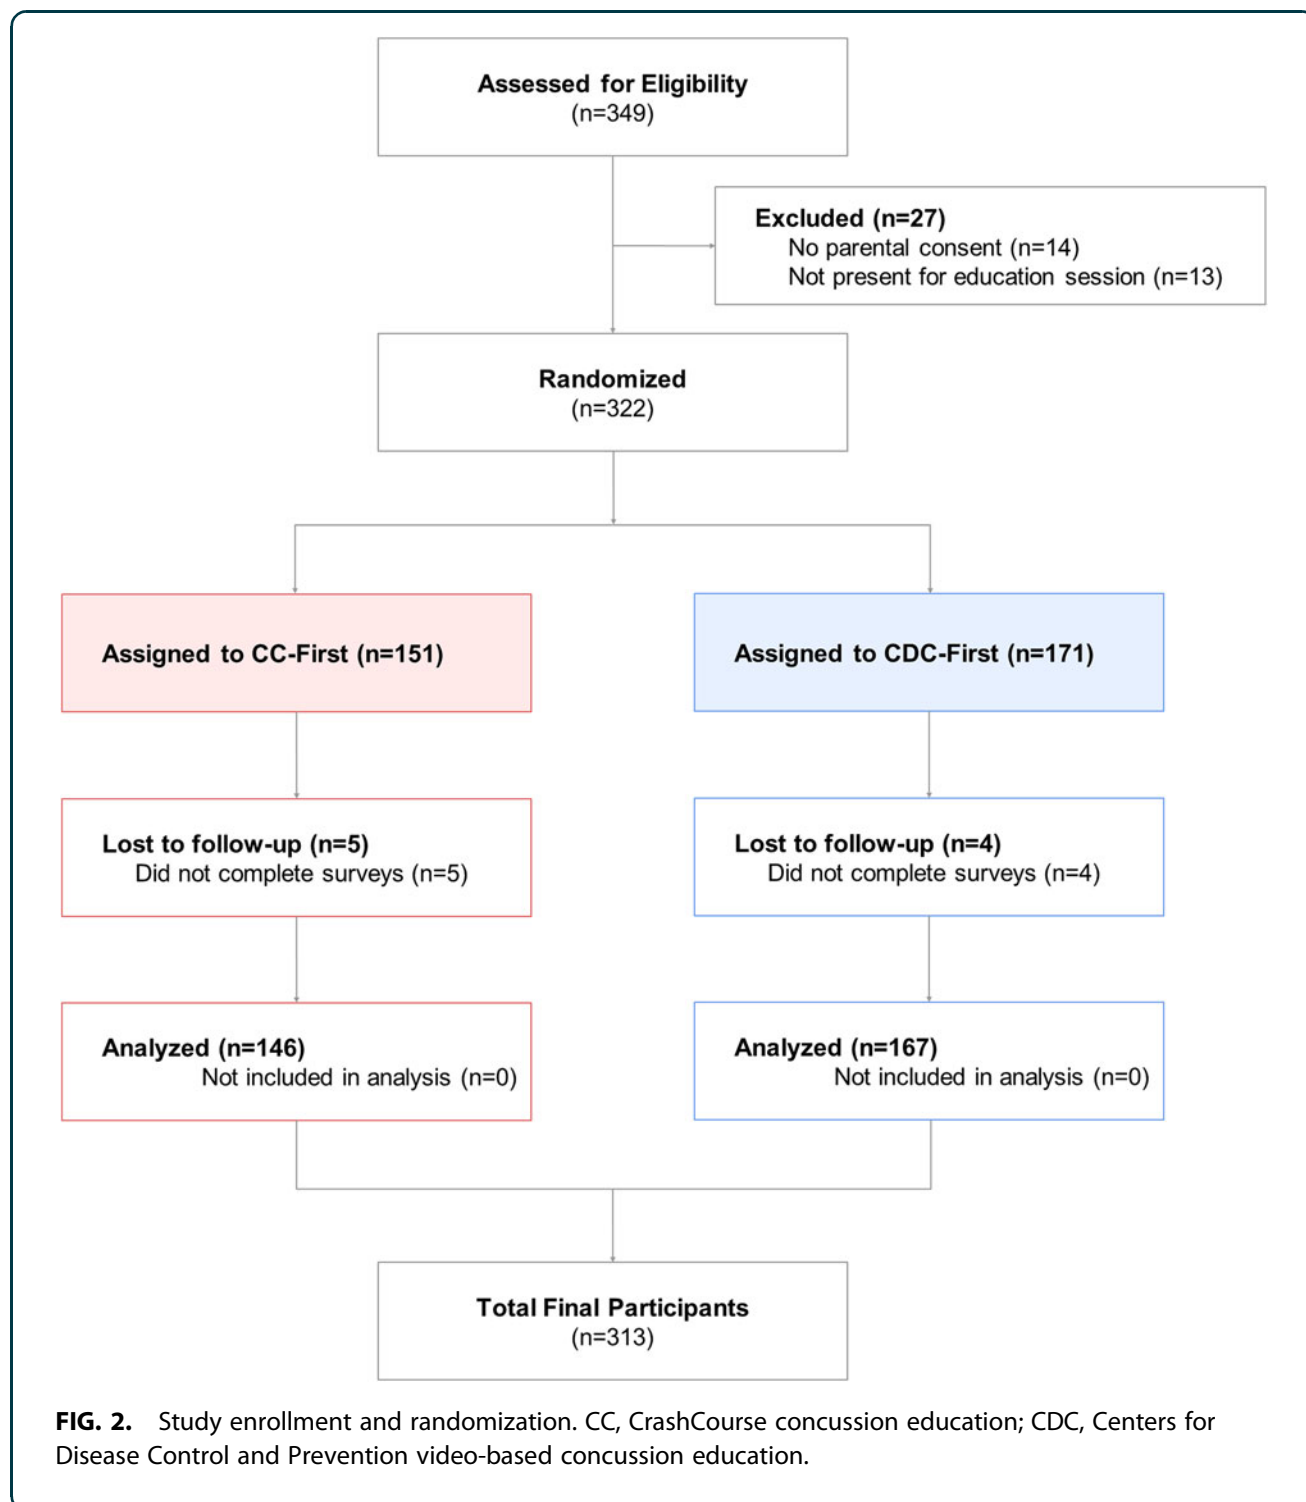 Assessed for Eligibility
(n=349)
Excluded (n=27)
No parental consent (n=14)
Not present for education session (n=13)
Randomized
(n=322)
Assigned to CC-First (n=151)
Assigned to CDC-First (n=171)
Lost to follow-up (n=5)
Did not complete surveys (n=5)
Lost to follow-up (n=4)
Did not complete surveys (n=4)
Analyzed (n=146)
Not included in analysis (n=0)
Analyzed (n=167)
Not included in analysis (n=0)
Total Final Participants
(n=313)
FIG. 2. Study enrollment and randomization. CC, CrashCourse concussion education; CDC, Centers for
Disease Control and Prevention video-based concussion education.